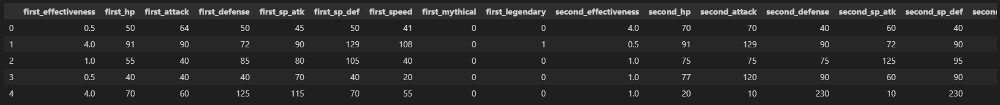 first_effectiveness first_hp first_attack first_defense first_sp_atk first_sp_def first_speed first_mythical first_legendary second_effectiveness second_hp second_attack second_defense second_sp_atk second_sp_def secon
0 0.5 50 64 50 45 50 41 0 0 4.0 70 70 40 60 40
1 4.0 91 90 72 90 129 108 0 1 0.5 91 129 90 72 90
2 1.0 55 40 85 80 105 40 0 0 1.0 75 75 75 125 95
3 0.5 40 40 40 70 40 20 0 0 1.0 77 120 90 60 90
4 4.0 70 60 125 115 70 55 0 0 1.0 20 10 230 10 230